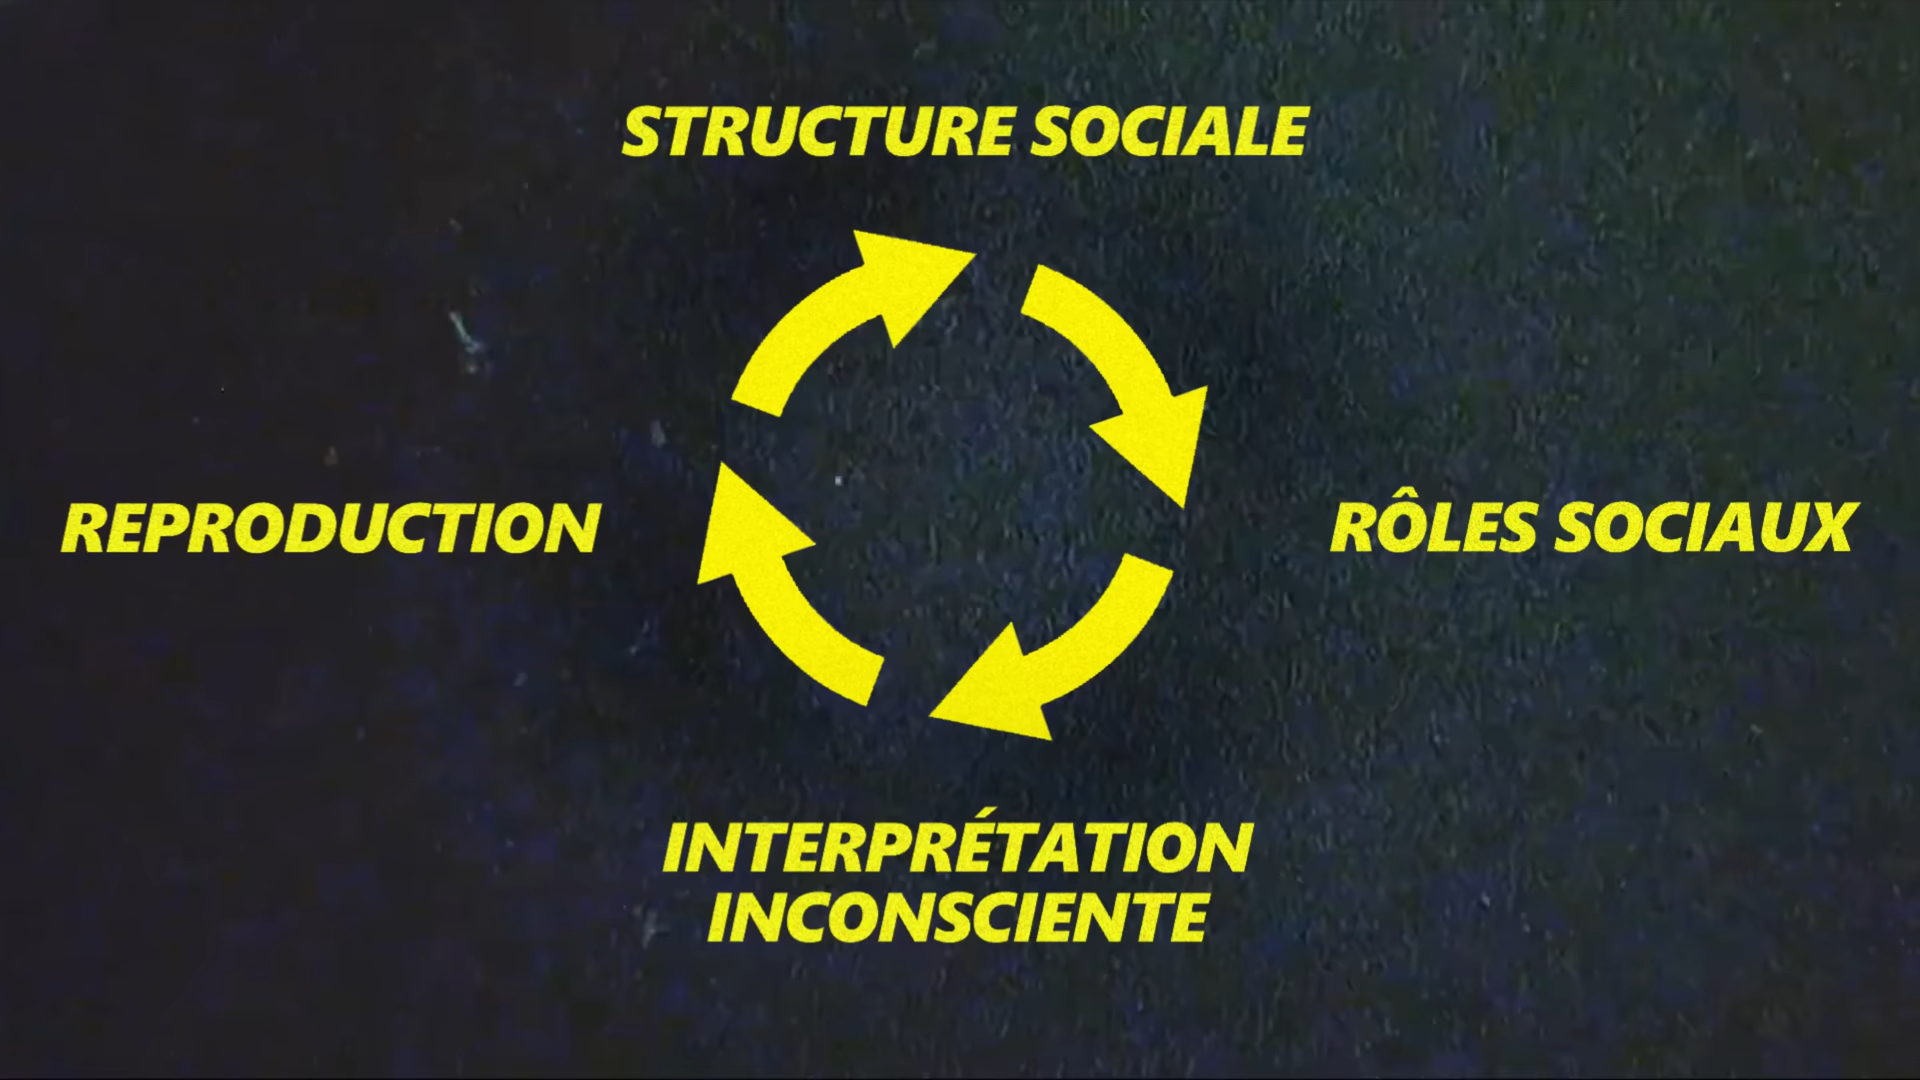 STRUCTURE SOCIALE
REPRODUCTION
RÔLES SOCIAUX
INTERPRÉTATION
INCONSCIENTE